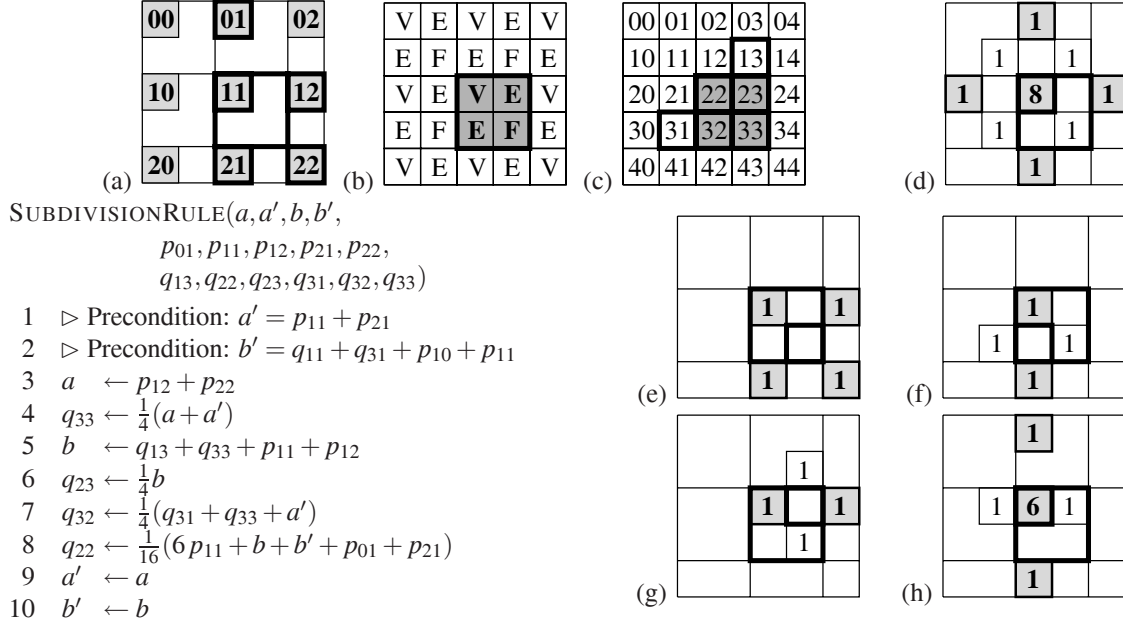 00 01 02 V E V E V 00 01 02 03 04 1
E F E F E 10 11 12 13 14 1 1
10 11 12 V E V E V 20 21 22 23 24 1 8 1
E F E F E 30 31 32 33 34 1 1
(a) 20 21 22 (b) V E V E V (c) 40 41 42 43 44 (d) 1
SUBDIVISIONRULE(a, a′, b, b′,
p₀₁, p₁₁, p₁₂, p₂₁, p₂₂,
q₁₃, q₂₂, q₂₃, q₃₁, q₃₂, q₃₃)
1 ▷ Precondition: a′ = p₁₁ + p₂₁
2 ▷ Precondition: b′ = q₁₁ + q₃₁ + p₁₀ + p₁₁
3 a ← p₁₂ + p₂₂
4 q₃₃ ← ¼(a + a′)
5 b ← q₁₃ + q₃₃ + p₁₁ + p₁₂
6 q₂₃ ← ¼b
7 q₃₂ ← ¼(q₃₁ + q₃₃ + a′)
8 q₂₂ ← 1/16(6 p₁₁ + b + b′ + p₀₁ + p₂₁)
9 a′ ← a
10 b′ ← b
1 1 1
1 1
(e) 1 1 (f) 1
1
1
1 1 1 6 1
1
(g) (h) 1